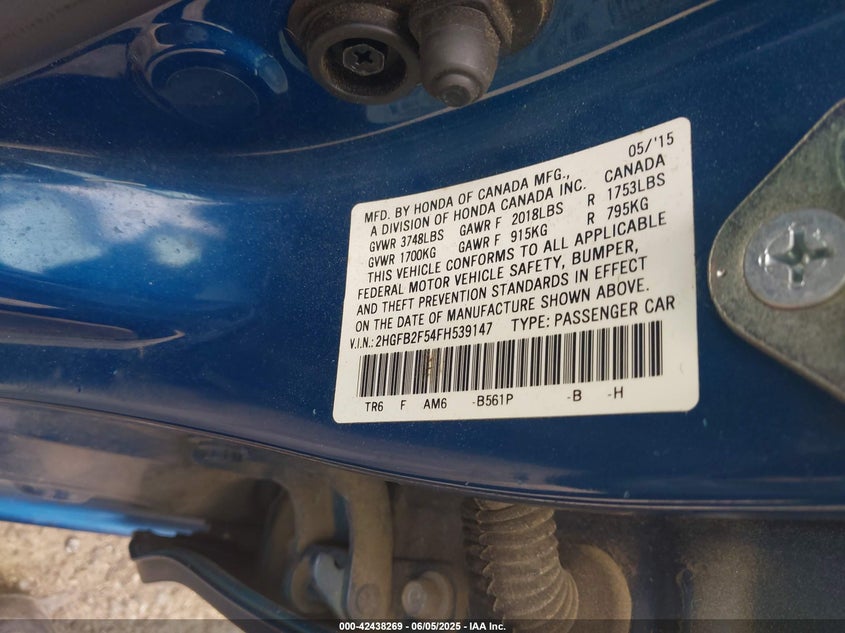 05/'15
MFD. BY HONDA OF CANADA MFG.,
A DIVISION OF HONDA CANADA INC. CANADA
GVWR 3748LBS GAWR F 2018LBS R 1753LBS
GVWR 1700KG GAWR F 915KG R 795KG
THIS VEHICLE CONFORMS TO ALL APPLICABLE
FEDERAL MOTOR VEHICLE SAFETY, BUMPER,
AND THEFT PREVENTION STANDARDS IN EFFECT
ON THE DATE OF MANUFACTURE SHOWN ABOVE.
V.I.N.: 2HGFB2F54FH539147 TYPE: PASSENGER CAR
TR6 F AM6 -B561P -B -H
000-42438269 - 06/05/2025 - IAA Inc.